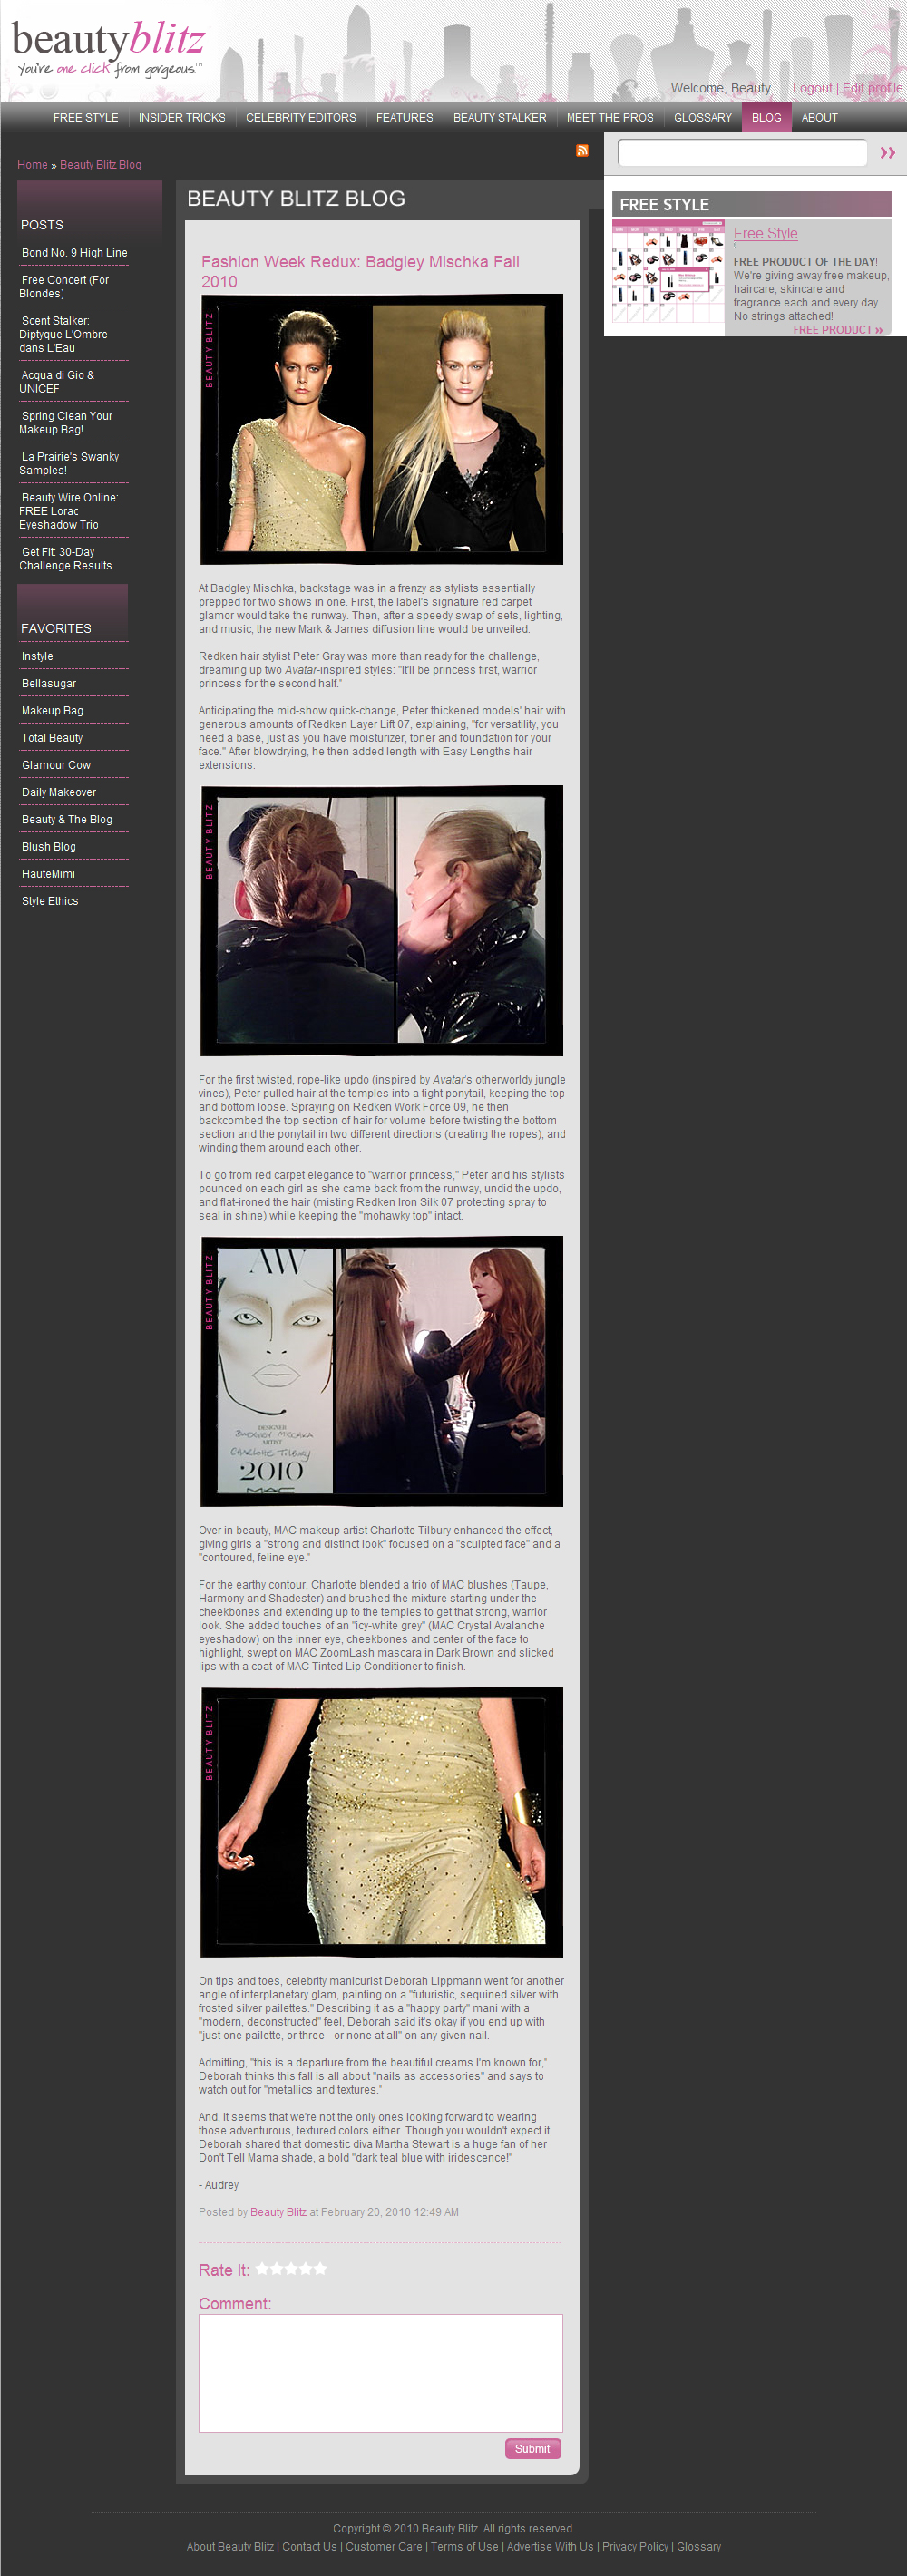 beautyblitz
You're one click from gorgeous.™
Welcome, Beauty Logout | Edit profile
FREE STYLE INSIDER TRICKS CELEBRITY EDITORS FEATURES BEAUTY STALKER MEET THE PROS GLOSSARY BLOG ABOUT
Home » Beauty Blitz Blog
POSTS
Bond No. 9 High Line
Free Concert (For
Blondes)
Scent Stalker:
Diptyque L'Ombre
dans L'Eau
Acqua di Gio &
UNICEF
Spring Clean Your
Makeup Bag!
La Prairie's Swanky
Samples!
Beauty Wire Online:
FREE Lorac
Eyeshadow Trio
Get Fit: 30-Day
Challenge Results
FAVORITES
Instyle
Bellasugar
Makeup Bag
Total Beauty
Glamour Cow
Daily Makeover
Beauty & The Blog
Blush Blog
HauteMimi
Style Ethics
BEAUTY BLITZ BLOG
Fashion Week Redux: Badgley Mischka Fall
2010
BEAUTY BLITZ
At Badgley Mischka, backstage was in a frenzy as stylists essentially
prepped for two shows in one. First, the label's signature red carpet
glamor would take the runway. Then, after a speedy swap of sets, lighting,
and music, the new Mark & James diffusion line would be unveiled.
Redken hair stylist Peter Gray was more than ready for the challenge,
dreaming up two Avatar-inspired styles: "It'll be princess first, warrior
princess for the second half."
Anticipating the mid-show quick-change, Peter thickened models' hair with
generous amounts of Redken Layer Lift 07, explaining, "for versatility, you
need a base, just as you have moisturizer, toner and foundation for your
face." After blowdrying, he then added length with Easy Lengths hair
extensions.
BEAUTY BLITZ
For the first twisted, rope-like updo (inspired by Avatar's otherworldy jungle
vines), Peter pulled hair at the temples into a tight ponytail, keeping the top
and bottom loose. Spraying on Redken Work Force 09, he then
backcombed the top section of hair for volume before twisting the bottom
section and the ponytail in two different directions (creating the ropes), and
winding them around each other.
To go from red carpet elegance to "warrior princess," Peter and his stylists
pounced on each girl as she came back from the runway, undid the updo,
and flat-ironed the hair (misting Redken Iron Silk 07 protecting spray to
seal in shine) while keeping the "mohawky top" intact.
BEAUTY BLITZ
AW
DESIGNER
BADGLEY MISCHKA
ARTIST
CHARLOTTE TILBURY
2010
MAC
Over in beauty, MAC makeup artist Charlotte Tilbury enhanced the effect,
giving girls a "strong and distinct look" focused on a "sculpted face" and a
"contoured, feline eye."
For the earthy contour, Charlotte blended a trio of MAC blushes (Taupe,
Harmony and Shadester) and brushed the mixture starting under the
cheekbones and extending up to the temples to get that strong, warrior
look. She added touches of an "icy-white grey" (MAC Crystal Avalanche
eyeshadow) on the inner eye, cheekbones and center of the face to
highlight, swept on MAC ZoomLash mascara in Dark Brown and slicked
lips with a coat of MAC Tinted Lip Conditioner to finish.
BEAUTY BLITZ
On tips and toes, celebrity manicurist Deborah Lippmann went for another
angle of interplanetary glam, painting on a "futuristic, sequined silver with
frosted silver pailettes." Describing it as a "happy party" mani with a
"modern, deconstructed" feel, Deborah said it's okay if you end up with
"just one pailette, or three - or none at all" on any given nail.
Admitting, "this is a departure from the beautiful creams I'm known for,"
Deborah thinks this fall is all about "nails as accessories" and says to
watch out for "metallics and textures."
And, it seems that we're not the only ones looking forward to wearing
those adventurous, textured colors either. Though you wouldn't expect it,
Deborah shared that domestic diva Martha Stewart is a huge fan of her
Don't Tell Mama shade, a bold "dark teal blue with iridescence!"
- Audrey
Posted by Beauty Blitz at February 20, 2010 12:49 AM
Rate It:
Comment:
Submit
FREE STYLE
Free Style
FREE PRODUCT OF THE DAY!
We're giving away free makeup,
haircare, skincare and
fragrance each and every day.
No strings attached!
FREE PRODUCT »
Copyright © 2010 Beauty Blitz. All rights reserved.
About Beauty Blitz | Contact Us | Customer Care | Terms of Use | Advertise With Us | Privacy Policy | Glossary